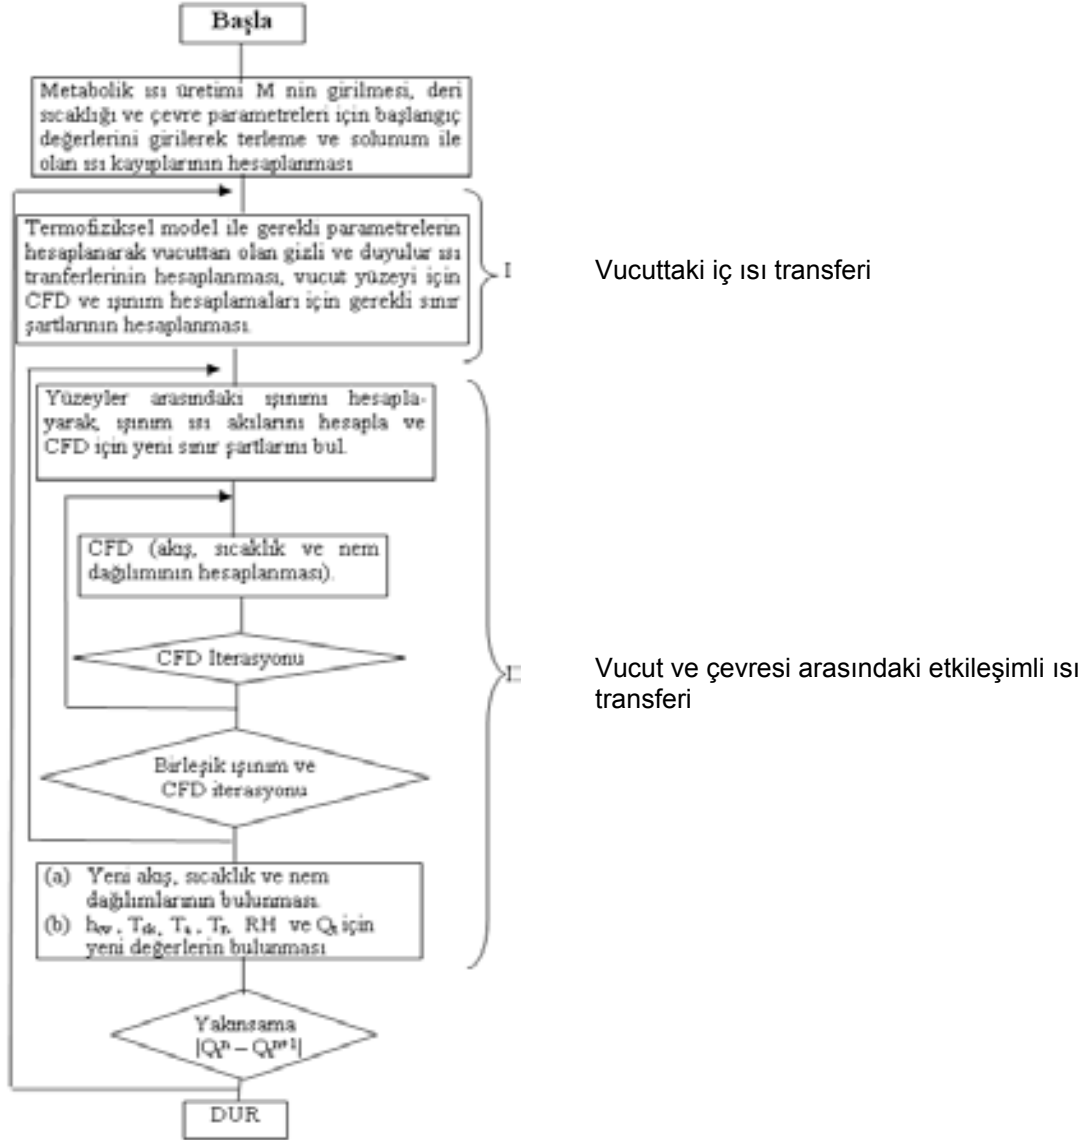 Başla
Metabolik ısı üretimi M nin girilmesi, deri
sıcaklığı ve çevre parametreleri için başlangıç
değerlerini girilerek terleme ve solunum ile
olan ısı kayıplarının hesaplanması
Termofiziksel model ile gerekli parametrelerin
hesaplanarak vucuttan olan gizli ve duyulur ısı
tranferlerinin hesaplanması, vucut yüzeyi için
CFD ve ışınım hesaplamaları için gerekli sınır
şartlarının hesaplanması.
I
Vucuttaki iç ısı transferi
Yüzeyler arasındaki ışınımı hesapla-
yarak, ışınım ısı akılarını hesapla ve
CFD için yeni sınır şartlarını bul.
CFD (akış, sıcaklık ve nem
dağılımının hesaplanması).
CFD Iterasyonu
Vucut ve çevresi arasındaki etkileşimli ısı
transferi
Birleşik ışınım ve
CFD iterasyonu
(a) Yeni akış, sıcaklık ve nem
dağılımlarının bulunması.
(b) T RH ve için
yeni değerlerin bulunması
Yakınsama
|Qₜⁿ – Qₜⁿ⁺¹|
DUR